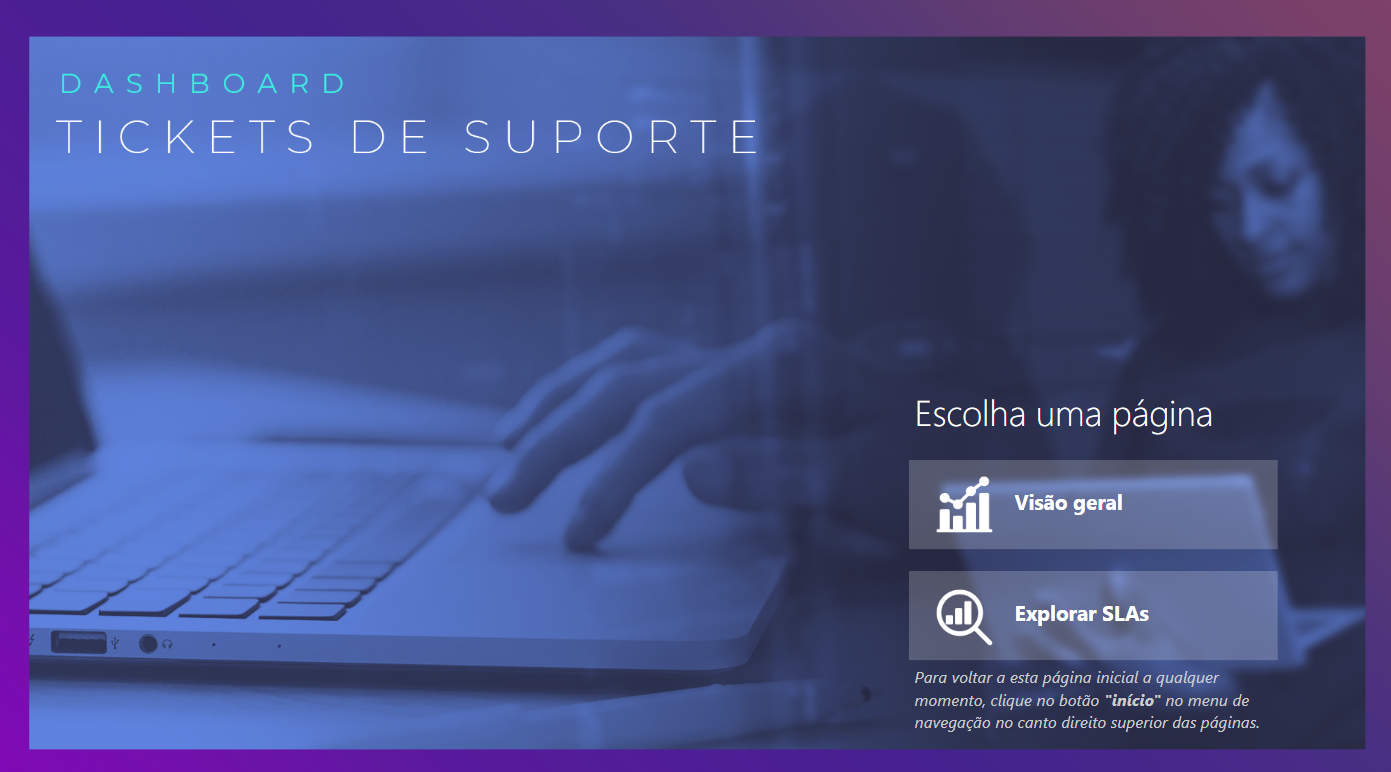 DASHBOARD
TICKETS DE SUPORTE
Escolha uma página
Visão geral
Explorar SLAs
Para voltar a esta página inicial a qualquer
momento, clique no botão "início" no menu de
navegação no canto direito superior das páginas.